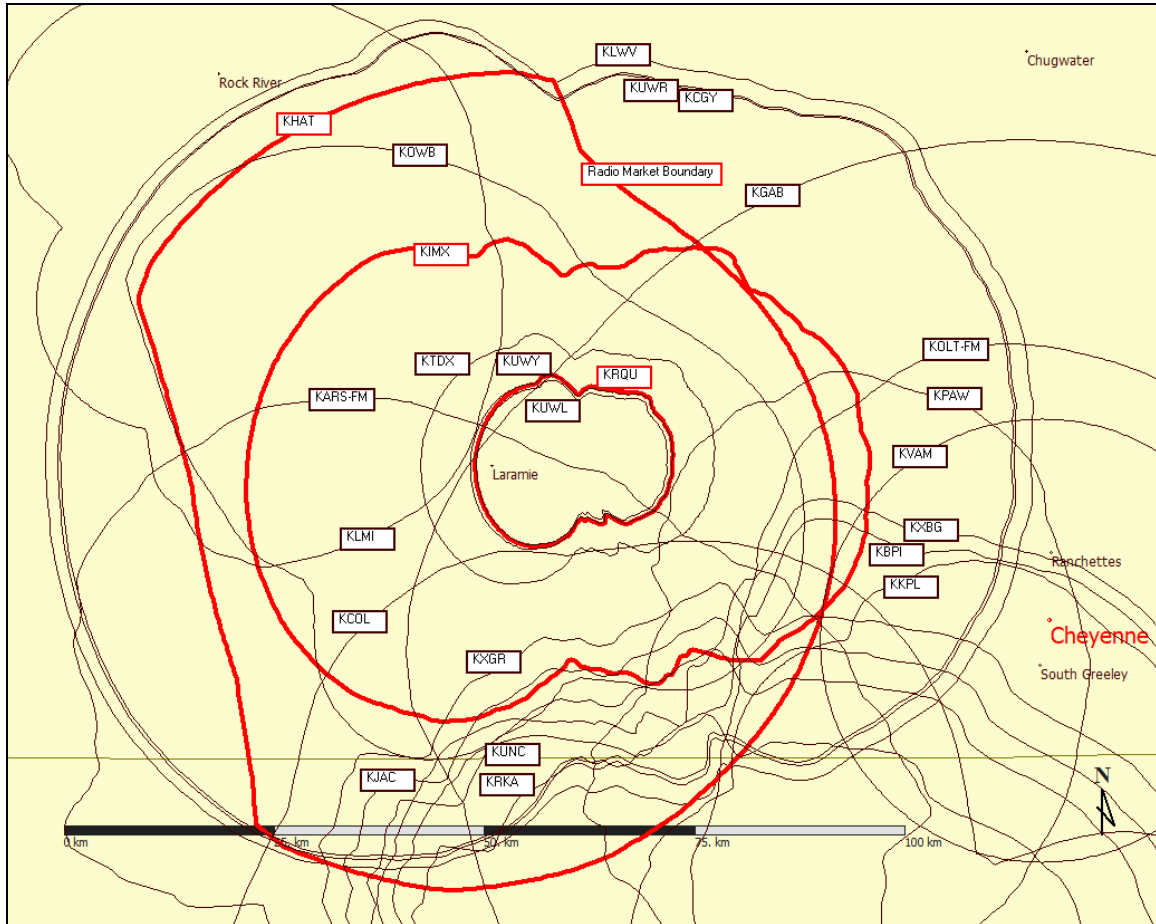 KLWV
Chugwater
Rock River
KUWR
KCGY
KHAT
KOWB
Radio Market Boundary
KGAB
KIMX
KOLT-FM
KTDX
KUWY
KRQU
KARS-FM
KPAW
KUWL
KVAM
Laramie
KXBG
KLMI
KBPI
Ranchettes
KKPL
KCOL
Cheyenne
KXGR
South Greeley
KUNC
KJAC
KRKA
N
0 km
25. km
50. km
75. km
100 km